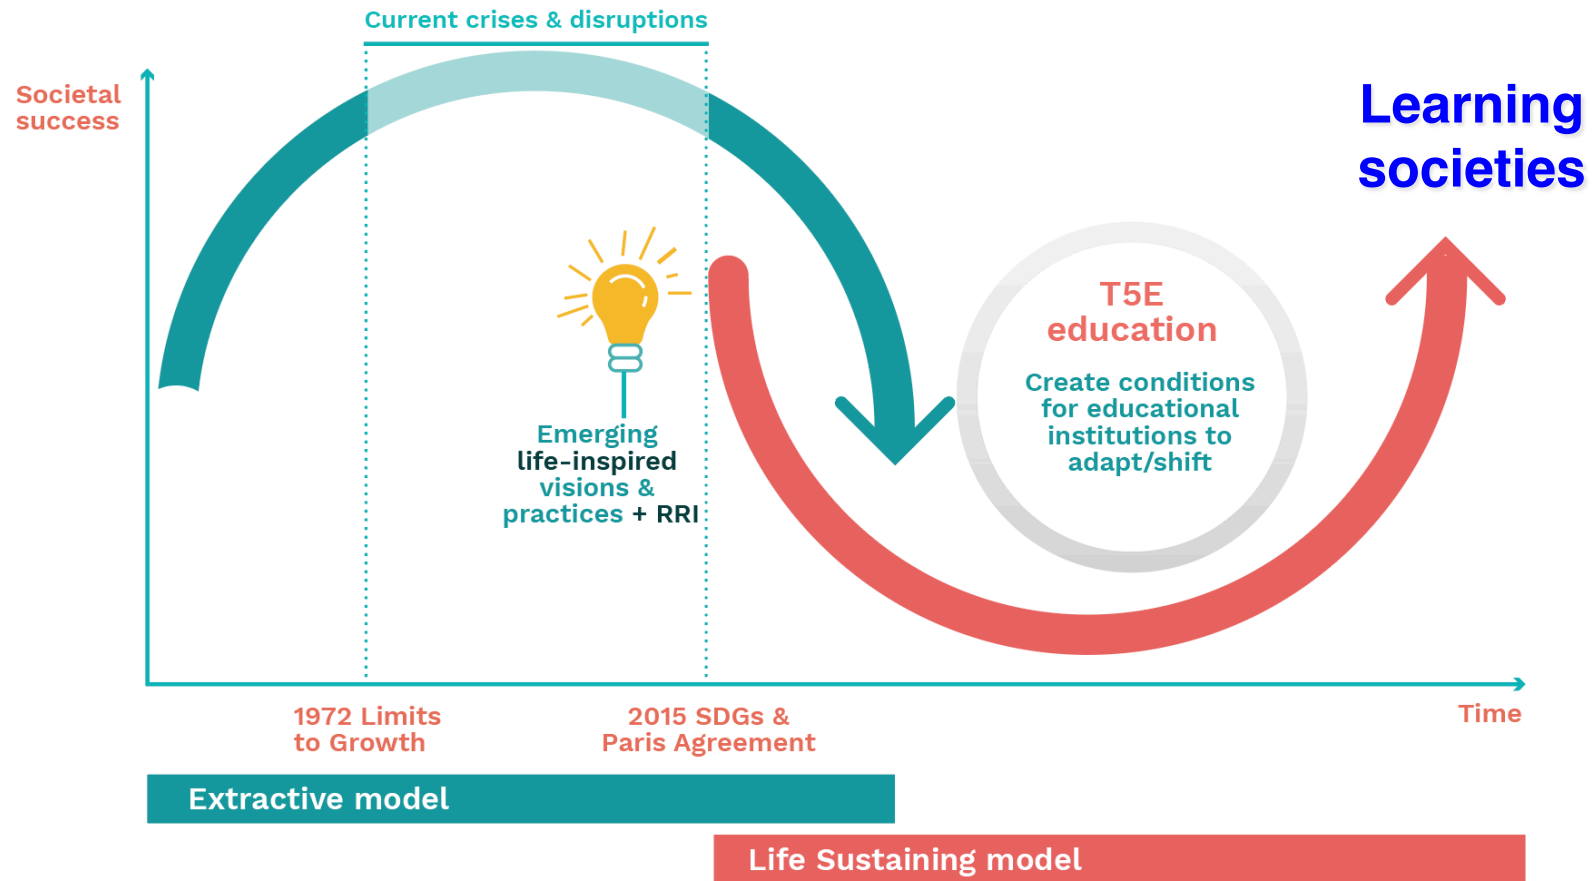 Current crises & disruptions
Societal
success
Learning
societies
T5E
education
Create conditions
for educational
institutions to
adapt/shift
Emerging
life-inspired
visions &
practices + RRI
1972 Limits
to Growth
2015 SDGs &
Paris Agreement
Time
Extractive model
Life Sustaining model